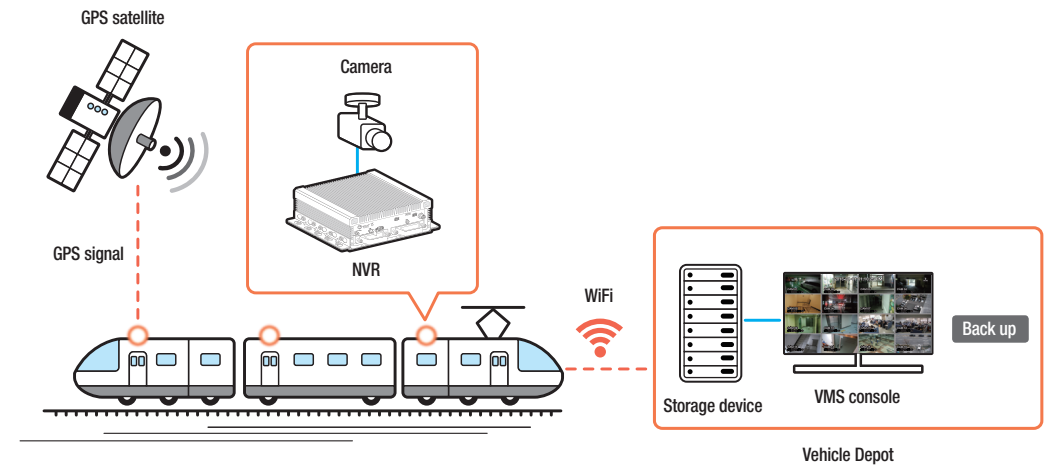 GPS satellite
Camera
GPS signal
NVR
WiFi
Back up
Storage device
VMS console
Vehicle Depot